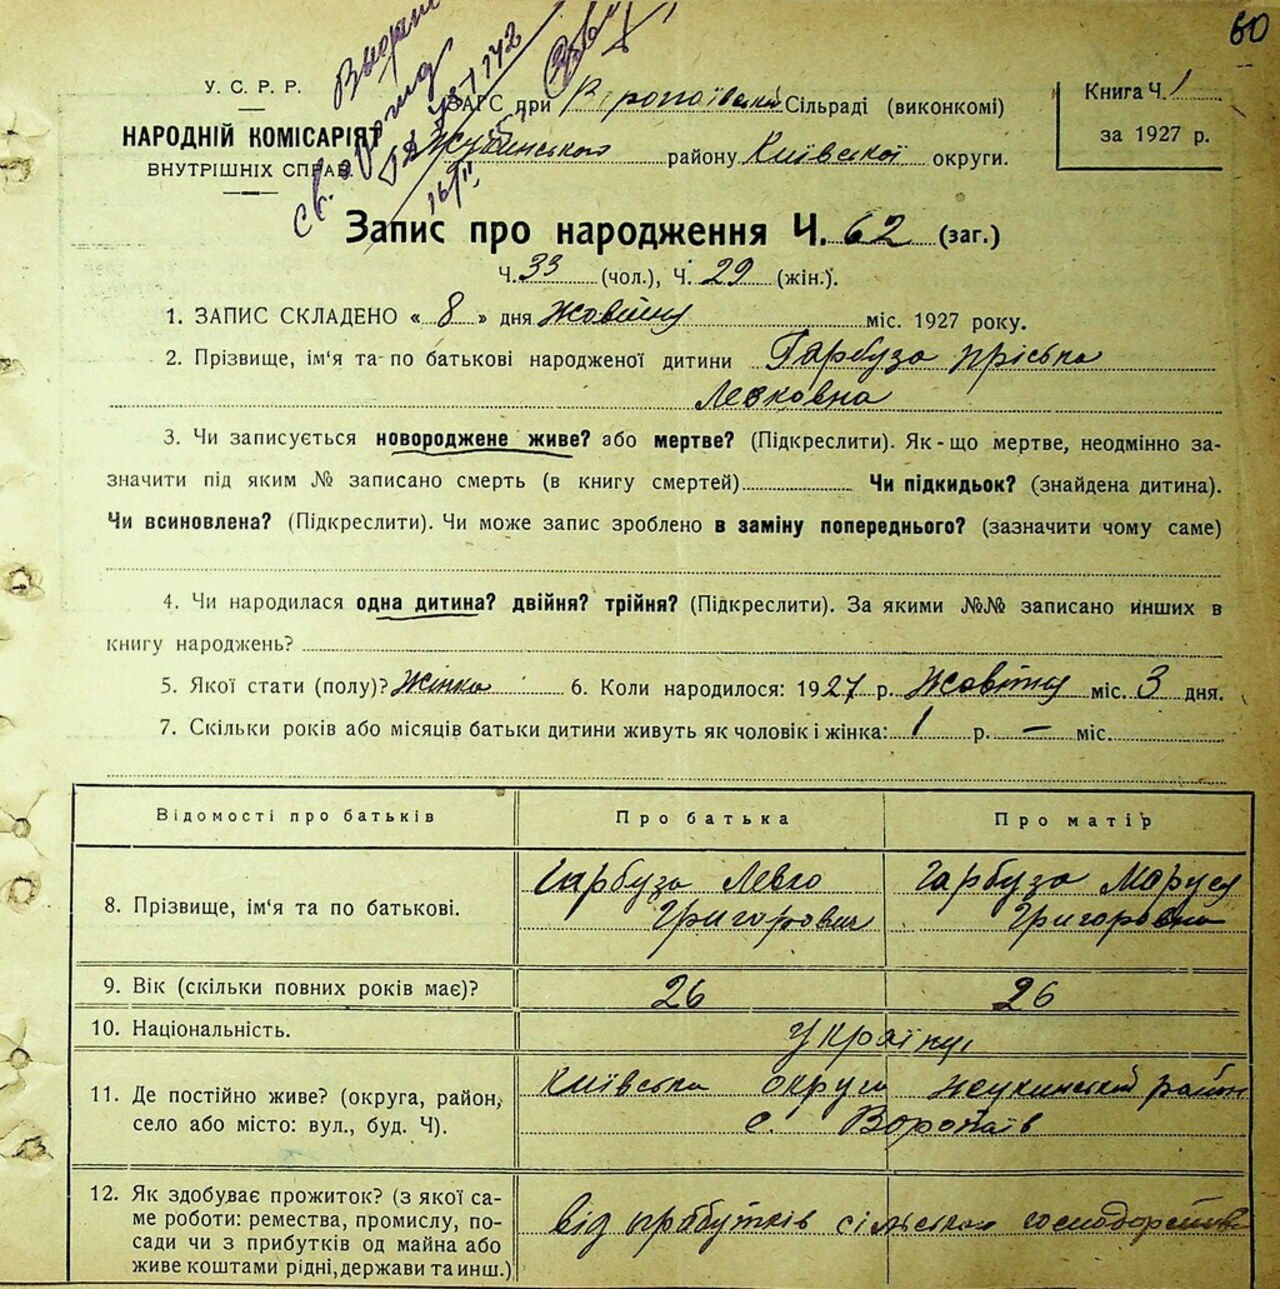 60
У. С. Р. Р.
НАРОДНІЙ КОМІСАРІЯТ
ВНУТРІШНІХ СПРАВ.
Выдано
142
ЗАГС при Воропаївській Сільраді (виконкомі)
району Київської округи.
Книга Ч. 1
за 1927 р.
Запис про народження Ч. 62 (заг.)
Ч. 33 (чол.), Ч. 29 (жін.).
1. ЗАПИС СКЛАДЕНО « 8 » дня Жовтня міс. 1927 року.
2. Прізвище, ім'я та по батькові народженої дитини Гарбуза Пріська
Левковна
3. Чи записується новороджене живе? або мертве? (Підкреслити). Як-що мертве, неодмінно за-
значити під яким № записано смерть (в книгу смертей) Чи підкидьок? (знайдена дитина).
Чи всиновлена? (Підкреслити). Чи може запис зроблено в заміну попереднього? (зазначити чому саме)
4. Чи народилася одна дитина? двійня? трійня? (Підкреслити). За якими №№ записано инших в
книгу народжень?
5. Якої стати (полу)? Жінка 6. Коли народилося: 1927 р. Жовтня міс. 3 дня.
7. Скільки років або місяців батьки дитини живуть як чоловік і жінка: 1 р. — міс.
Відомості про батьків Про батька Про матір
8. Прізвище, ім'я та по батькові. Гарбуза Левко Григорович Гарбуза Маруся Григоровна
9. Вік (скільки повних років має)? 26 26
10. Національність. Українці
11. Де постійно живе? (округа, район, Київська округа Жукинський район
село або місто: вул., буд. Ч). с. Воропаїв
12. Як здобуває прожиток? (з якої са-
ме роботи: ремества, промислу, по- від прибутків сільського господарства
сади чи з прибутків од майна або
живе коштами рідні, держави та инш.)